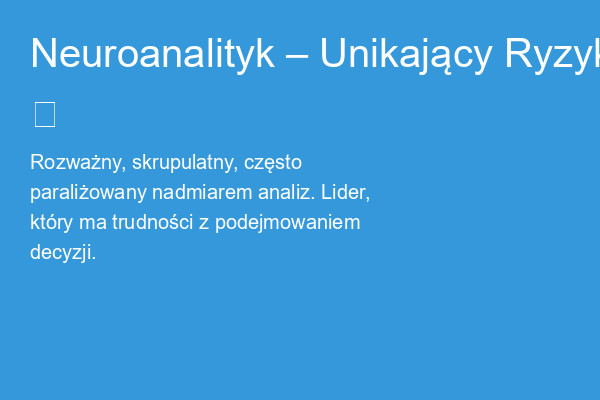 Neuroanalityk – Unikający Ryzyk
Rozważny, skrupulatny, często
paraliżowany nadmiarem analiz. Lider,
który ma trudności z podejmowaniem
decyzji.